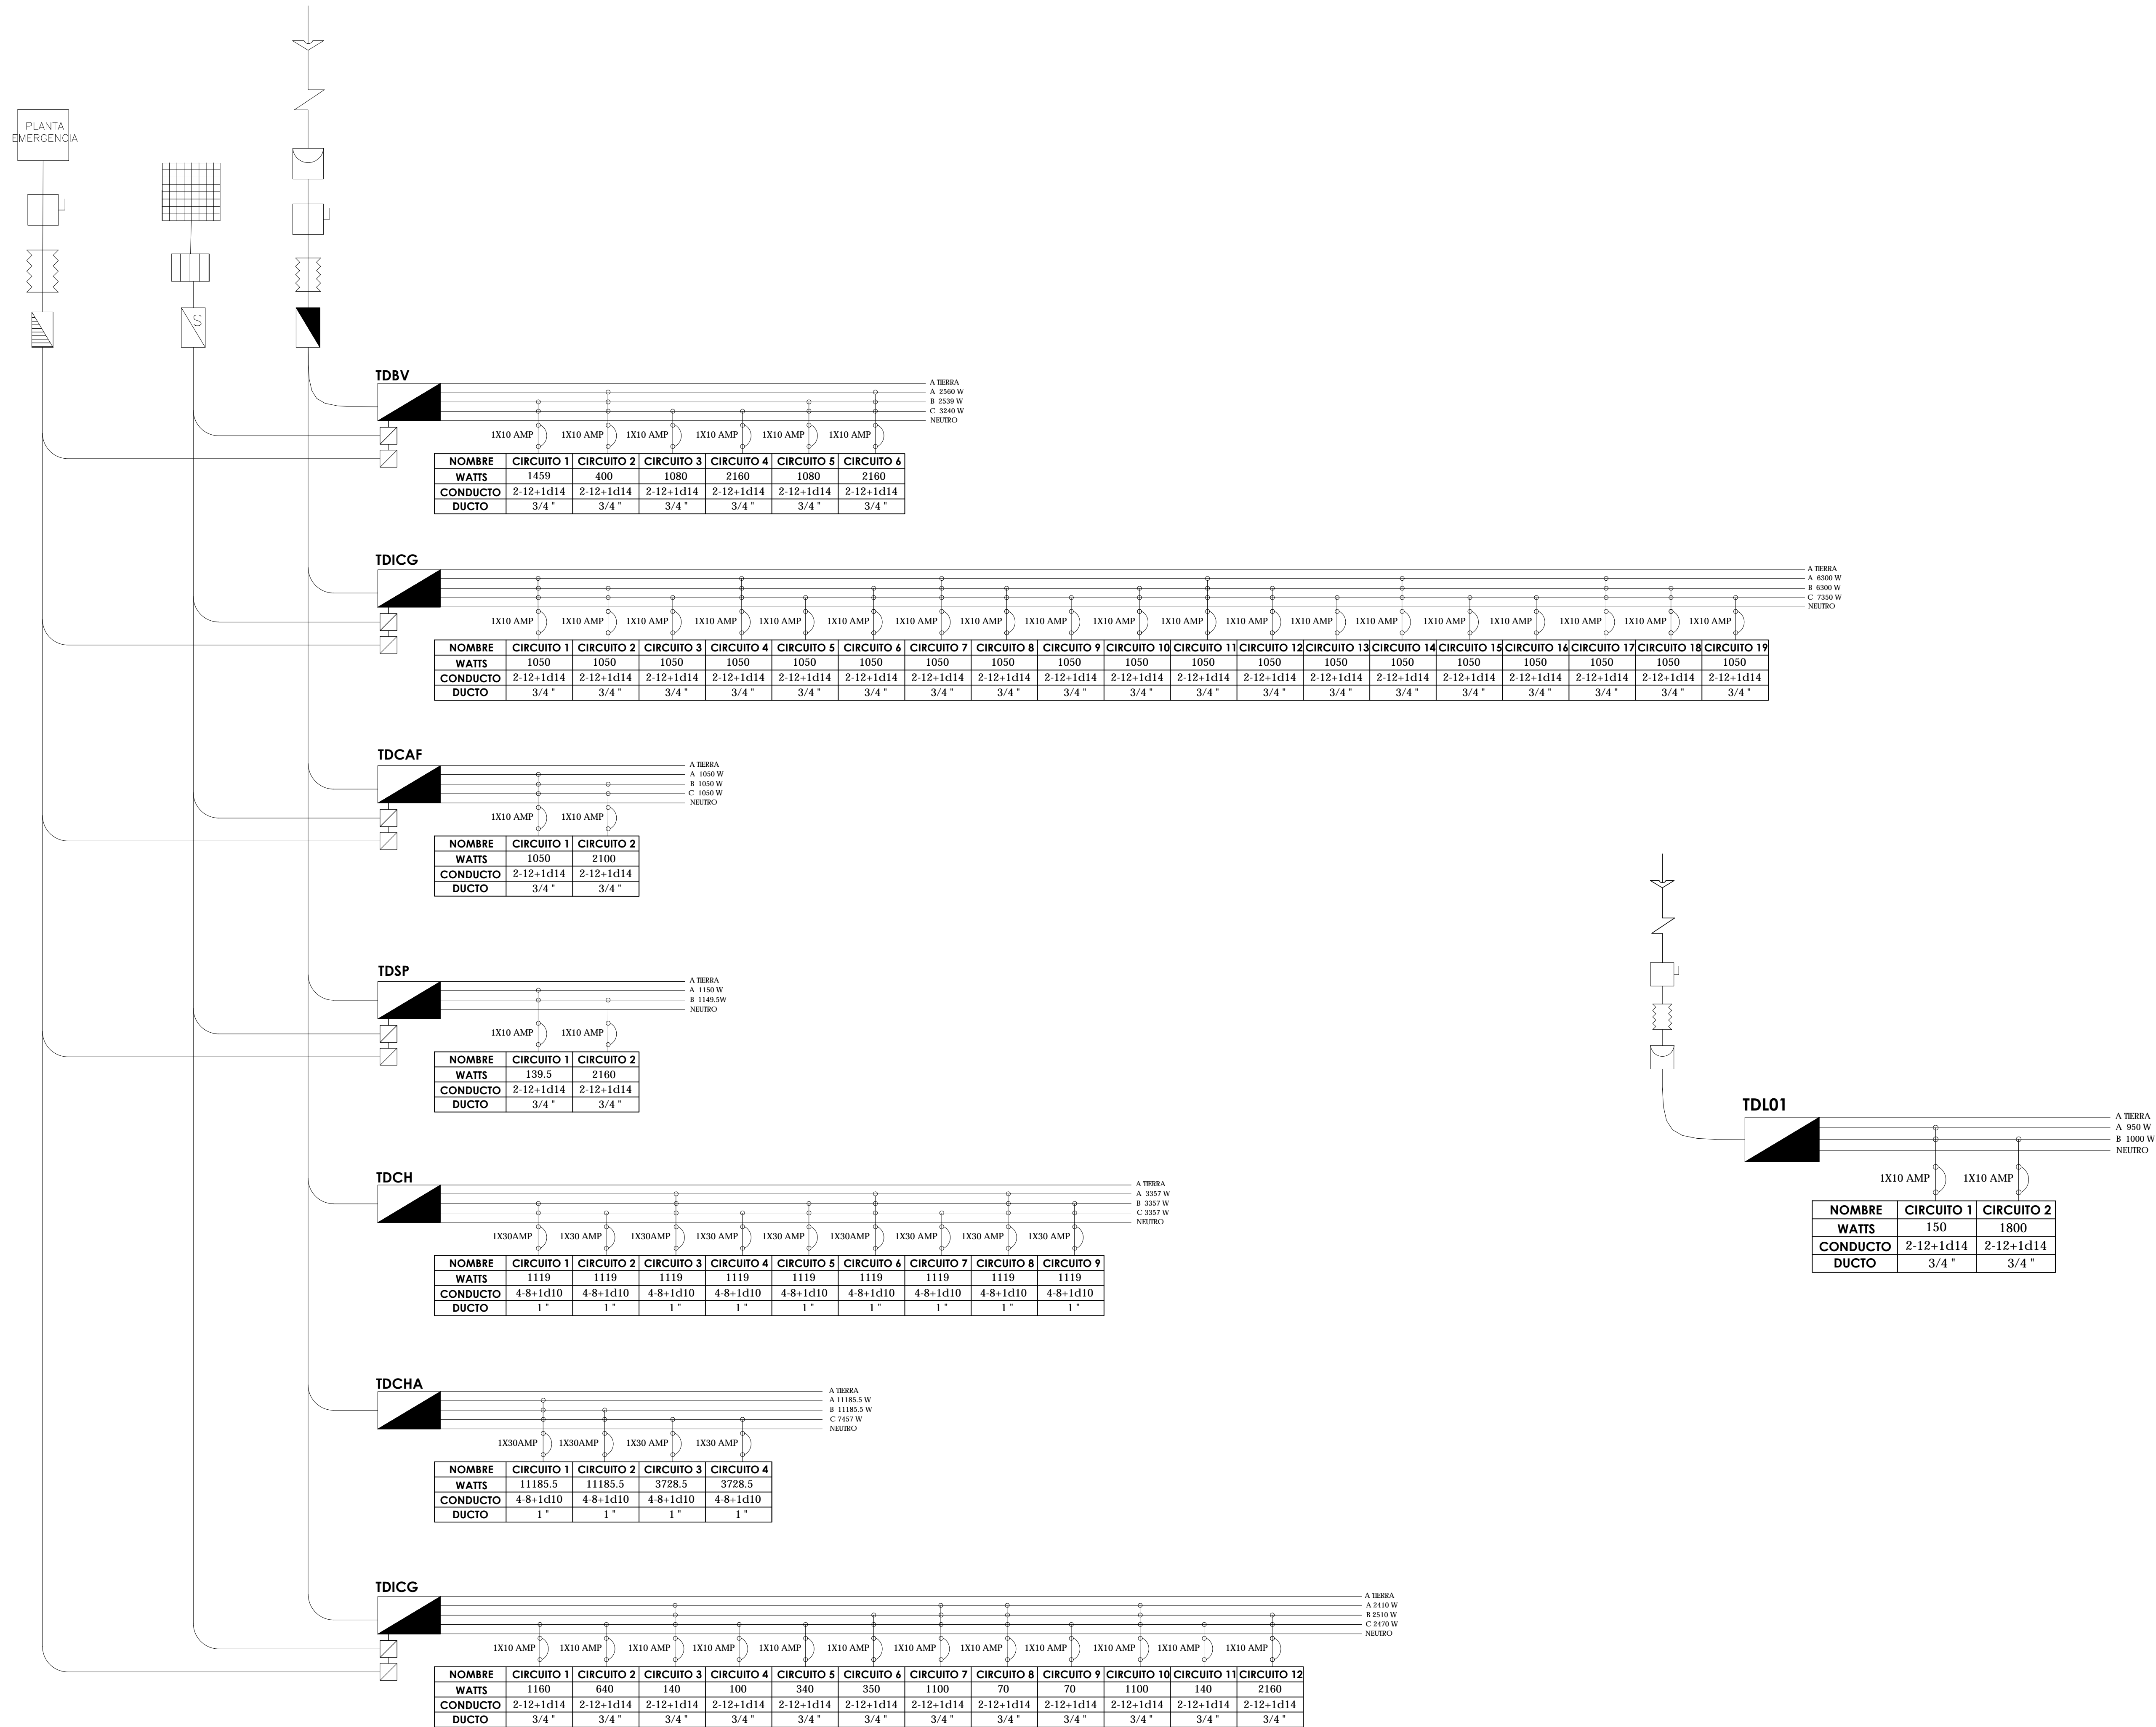 PLANTA
EMERGENCIA
S
TDBV
A TIERRA
A 2560 W
B 2539 W
C 3240 W
NEUTRO
1X10 AMP 1X10 AMP 1X10 AMP 1X10 AMP 1X10 AMP 1X10 AMP
NOMBRE CIRCUITO 1 CIRCUITO 2 CIRCUITO 3 CIRCUITO 4 CIRCUITO 5 CIRCUITO 6
WATTS 1459 400 1080 2160 1080 2160
CONDUCTO 2-12+1d14 2-12+1d14 2-12+1d14 2-12+1d14 2-12+1d14 2-12+1d14
DUCTO 3/4 " 3/4 " 3/4 " 3/4 " 3/4 " 3/4 "
TDICG
A TIERRA
A 6300 W
B 6300 W
C 7350 W
NEUTRO
1X10 AMP 1X10 AMP 1X10 AMP 1X10 AMP 1X10 AMP 1X10 AMP 1X10 AMP 1X10 AMP 1X10 AMP 1X10 AMP 1X10 AMP 1X10 AMP 1X10 AMP 1X10 AMP 1X10 AMP 1X10 AMP 1X10 AMP 1X10 AMP 1X10 AMP
NOMBRE CIRCUITO 1 CIRCUITO 2 CIRCUITO 3 CIRCUITO 4 CIRCUITO 5 CIRCUITO 6 CIRCUITO 7 CIRCUITO 8 CIRCUITO 9 CIRCUITO 10 CIRCUITO 11 CIRCUITO 12 CIRCUITO 13 CIRCUITO 14 CIRCUITO 15 CIRCUITO 16 CIRCUITO 17 CIRCUITO 18 CIRCUITO 19
WATTS 1050 1050 1050 1050 1050 1050 1050 1050 1050 1050 1050 1050 1050 1050 1050 1050 1050 1050 1050
CONDUCTO 2-12+1d14 2-12+1d14 2-12+1d14 2-12+1d14 2-12+1d14 2-12+1d14 2-12+1d14 2-12+1d14 2-12+1d14 2-12+1d14 2-12+1d14 2-12+1d14 2-12+1d14 2-12+1d14 2-12+1d14 2-12+1d14 2-12+1d14 2-12+1d14 2-12+1d14
DUCTO 3/4 " 3/4 " 3/4 " 3/4 " 3/4 " 3/4 " 3/4 " 3/4 " 3/4 " 3/4 " 3/4 " 3/4 " 3/4 " 3/4 " 3/4 " 3/4 " 3/4 " 3/4 " 3/4 "
TDCAF
A TIERRA
A 1050 W
B 1050 W
C 1050 W
NEUTRO
1X10 AMP 1X10 AMP
NOMBRE CIRCUITO 1 CIRCUITO 2
WATTS 1050 2100
CONDUCTO 2-12+1d14 2-12+1d14
DUCTO 3/4 " 3/4 "
TDSP
A TIERRA
A 1150 W
B 1149.5W
NEUTRO
1X10 AMP 1X10 AMP
NOMBRE CIRCUITO 1 CIRCUITO 2
WATTS 139.5 2160
CONDUCTO 2-12+1d14 2-12+1d14
DUCTO 3/4 " 3/4 "
TDL01
A TIERRA
A 950 W
B 1000 W
NEUTRO
1X10 AMP 1X10 AMP
NOMBRE CIRCUITO 1 CIRCUITO 2
WATTS 150 1800
CONDUCTO 2-12+1d14 2-12+1d14
DUCTO 3/4 " 3/4 "
TDCH
A TIERRA
A 3357 W
B 3357 W
C 3357 W
NEUTRO
1X30AMP 1X30 AMP 1X30AMP 1X30 AMP 1X30 AMP 1X30AMP 1X30 AMP 1X30 AMP 1X30 AMP
NOMBRE CIRCUITO 1 CIRCUITO 2 CIRCUITO 3 CIRCUITO 4 CIRCUITO 5 CIRCUITO 6 CIRCUITO 7 CIRCUITO 8 CIRCUITO 9
WATTS 1119 1119 1119 1119 1119 1119 1119 1119 1119
CONDUCTO 4-8+1d10 4-8+1d10 4-8+1d10 4-8+1d10 4-8+1d10 4-8+1d10 4-8+1d10 4-8+1d10 4-8+1d10
DUCTO 1 " 1 " 1 " 1 " 1 " 1 " 1 " 1 " 1 "
TDCHA
A TIERRA
A 11185.5 W
B 11185.5 W
C 7457 W
NEUTRO
1X30AMP 1X30AMP 1X30 AMP 1X30 AMP
NOMBRE CIRCUITO 1 CIRCUITO 2 CIRCUITO 3 CIRCUITO 4
WATTS 11185.5 11185.5 3728.5 3728.5
CONDUCTO 4-8+1d10 4-8+1d10 4-8+1d10 4-8+1d10
DUCTO 1 " 1 " 1 " 1 "
TDICG
A TIERRA
A 2410 W
B 2510 W
C 2470 W
NEUTRO
1X10 AMP 1X10 AMP 1X10 AMP 1X10 AMP 1X10 AMP 1X10 AMP 1X10 AMP 1X10 AMP 1X10 AMP 1X10 AMP 1X10 AMP 1X10 AMP
NOMBRE CIRCUITO 1 CIRCUITO 2 CIRCUITO 3 CIRCUITO 4 CIRCUITO 5 CIRCUITO 6 CIRCUITO 7 CIRCUITO 8 CIRCUITO 9 CIRCUITO 10 CIRCUITO 11 CIRCUITO 12
WATTS 1160 640 140 100 340 350 1100 70 70 1100 140 2160
CONDUCTO 2-12+1d14 2-12+1d14 2-12+1d14 2-12+1d14 2-12+1d14 2-12+1d14 2-12+1d14 2-12+1d14 2-12+1d14 2-12+1d14 2-12+1d14 2-12+1d14
DUCTO 3/4 " 3/4 " 3/4 " 3/4 " 3/4 " 3/4 " 3/4 " 3/4 " 3/4 " 3/4 " 3/4 " 3/4 "